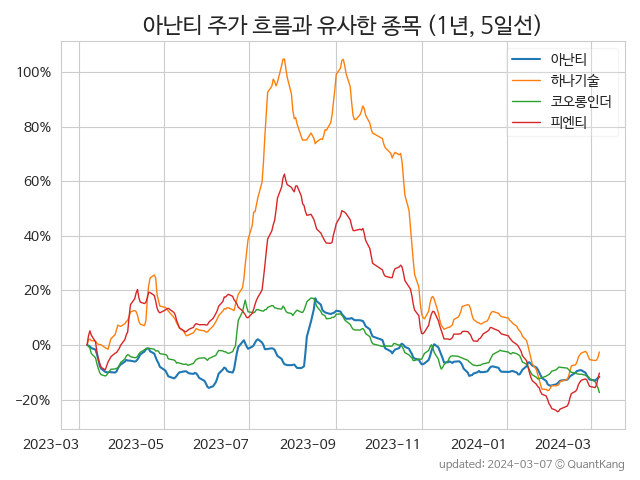 아난티 주가 흐름과 유사한 종목 (1년, 5일선)
아난티
하나기술
코오롱인더
피엔티
100%
80%
60%
40%
20%
0%
−20%
2023-03
2023-05
2023-07
2023-09
2023-11
2024-01
2024-03
updated: 2024-03-07 © QuantKang